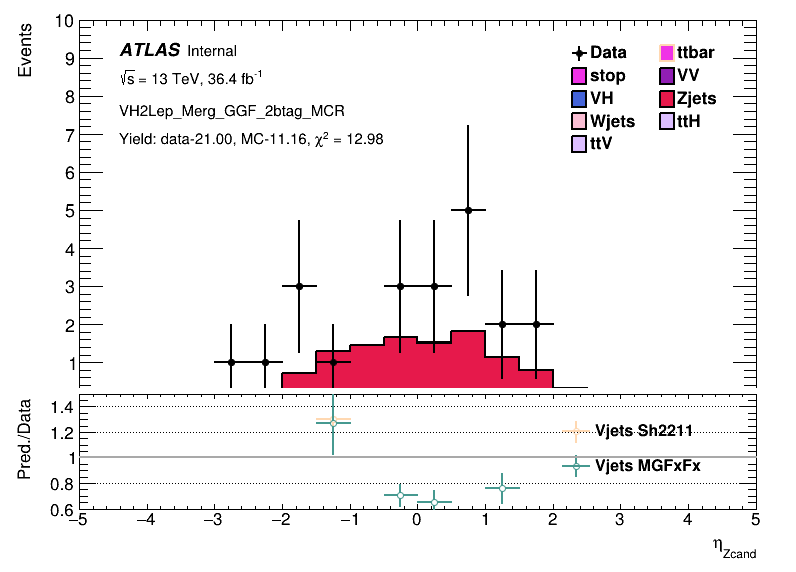 Events
10
9
8
7
6
5
4
3
2
1
ATLAS Internal
√s = 13 TeV, 36.4 fb⁻¹
VH2Lep_Merg_GGF_2btag_MCR
Yield: data-21.00, MC-11.16, χ² = 12.98
Data ttbar
stop VV
VH Zjets
Wjets ttH
ttV
Pred./Data
1.4
1.2
1
0.8
0.6
Vjets Sh2211
Vjets MGFxFx
−5 −4 −3 −2 −1 0 1 2 3 4 5
η_Zcand